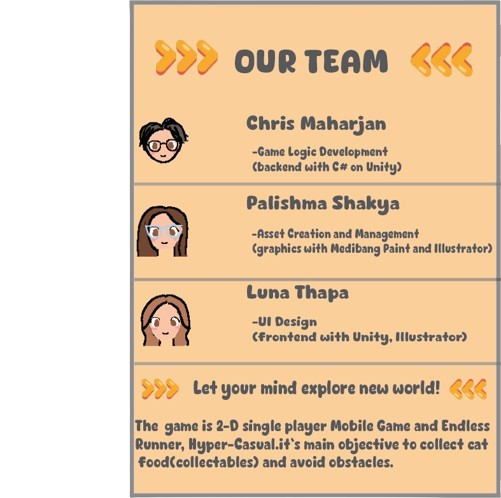 OUR TEAM
Chris Maharjan
-Game Logic Development
(backend with C# on Unity)
Palishma Shakya
-Asset Creation and Management
(graphics with Medibang Paint and Illustrator)
Luna Thapa
-UI Design
(frontend with Unity, Illustrator)
Let your mind explore new world!
The game is 2-D single player Mobile Game and Endless
Runner, Hyper-Casual.it's main objective to collect cat
food(collectables) and avoid obstacles.